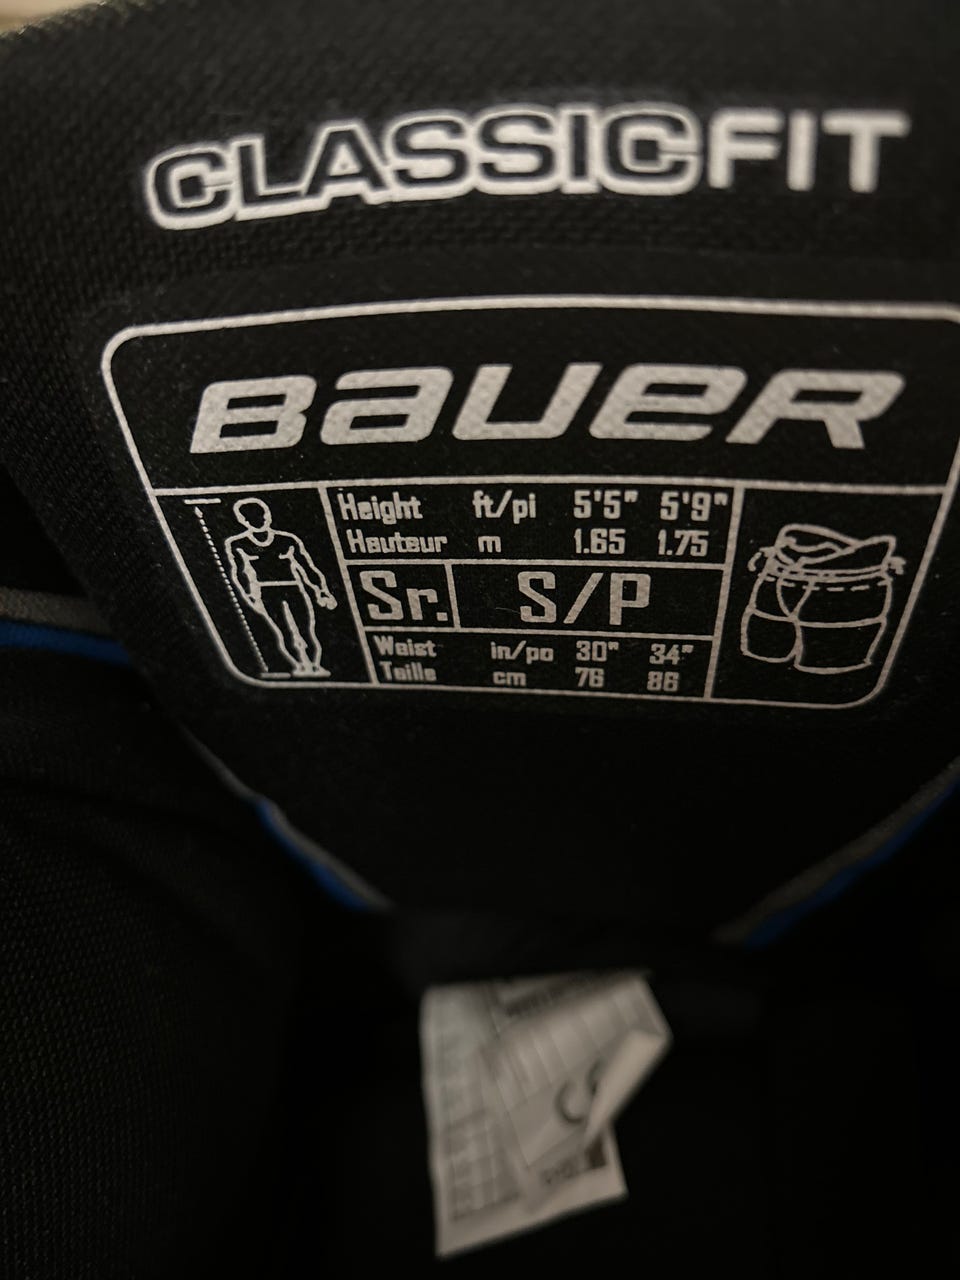 CLASSICFIT
BAUER
Height ft/pi 5'5" 5'9"
Hauteur m 1.65 1.75
Sr. S/P
Waist in/po 30" 34"
Taille cm 76 86